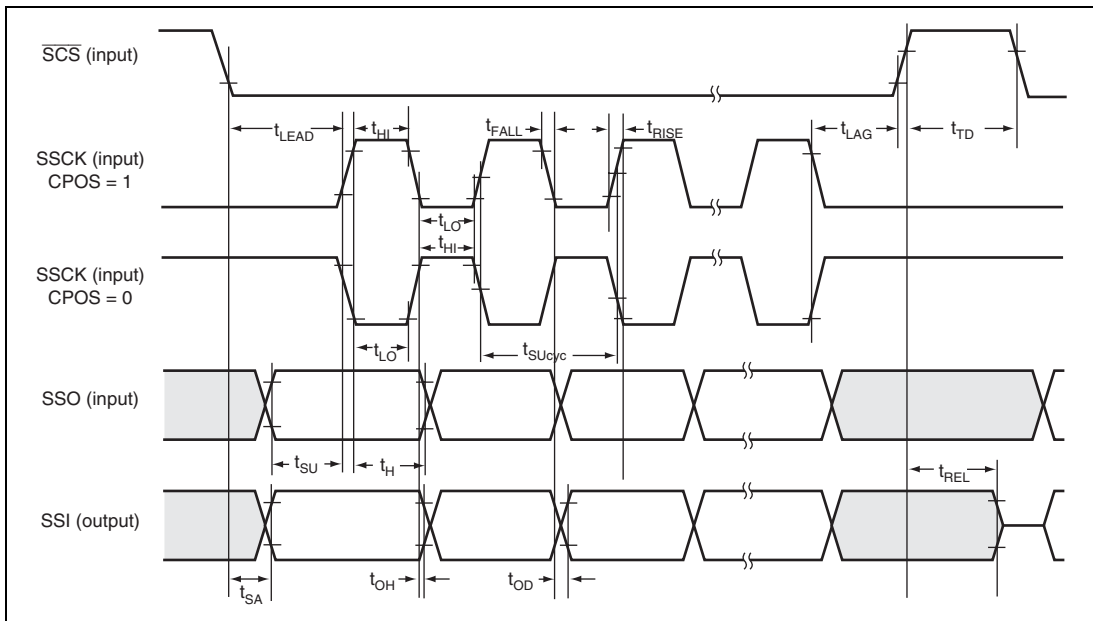 SCS (input)
tLEAD
tHI
tFALL
tRISE
tLAG
tTD
SSCK (input)
CPOS = 1
tLO
tHI
SSCK (input)
CPOS = 0
tLO
tSUcyc
SSO (input)
tSU
tH
tREL
SSI (output)
tSA
tOH
tOD